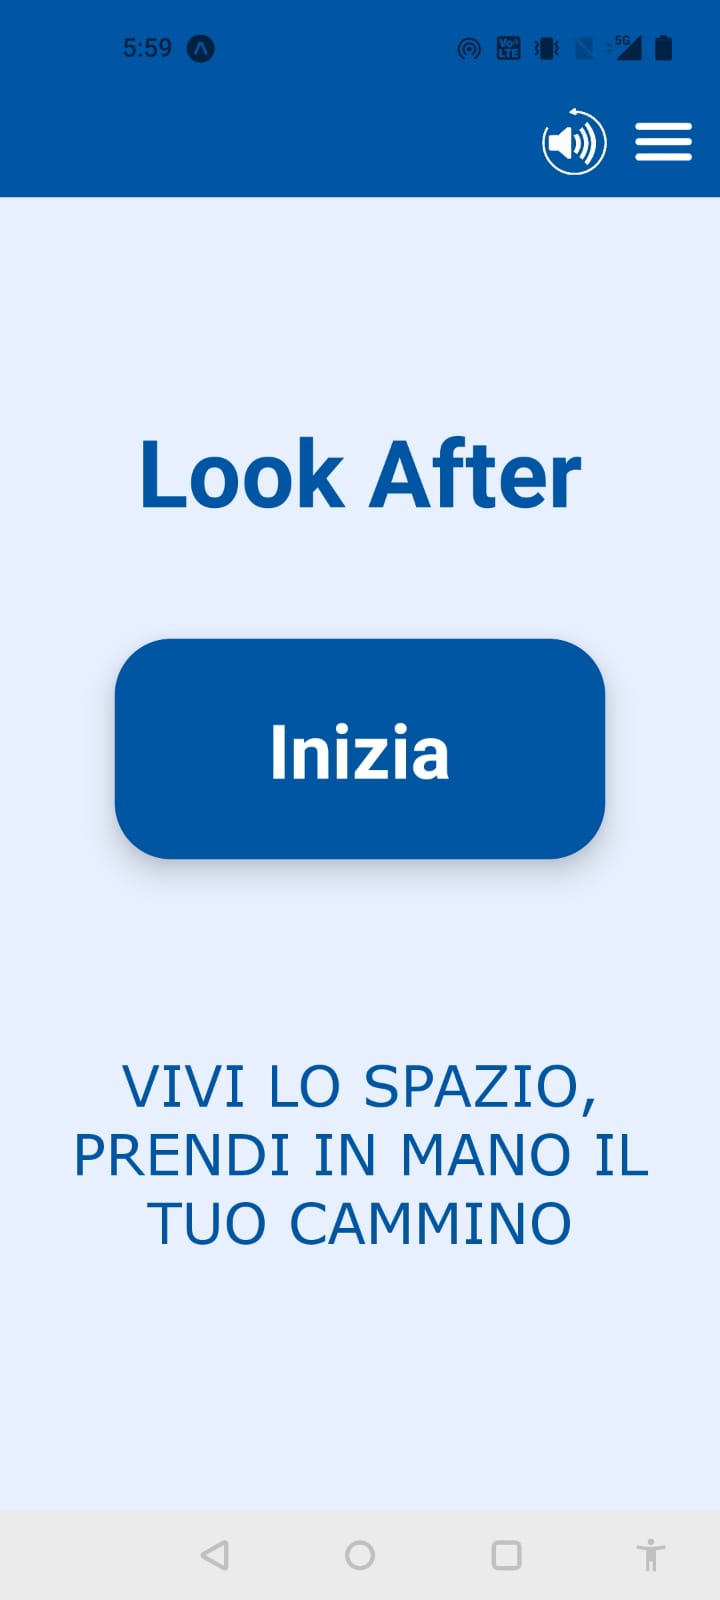 5:59
Vo) LTE 5G
Look After
Inizia
VIVI LO SPAZIO,
PRENDI IN MANO IL
TUO CAMMINO